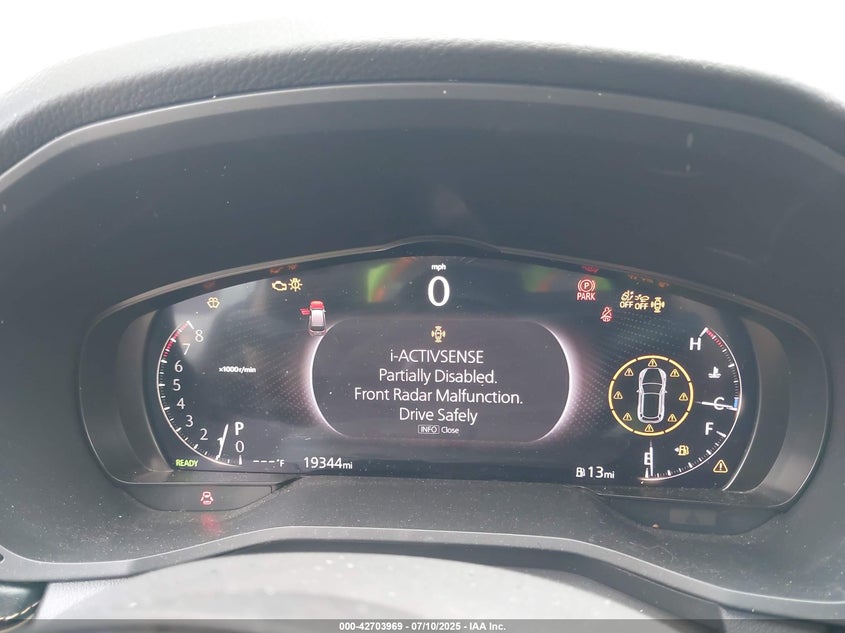 mph
0
PARK
OFF OFF
8
7
6
5
4
3
2
1
0
x1000r/min
P
READY
i-ACTIVSENSE
Partially Disabled.
Front Radar Malfunction.
Drive Safely
INFO Close
H
C
F
E
---°F
19344mi
13mi
000-42703969 - 07/10/2025 - IAA Inc.